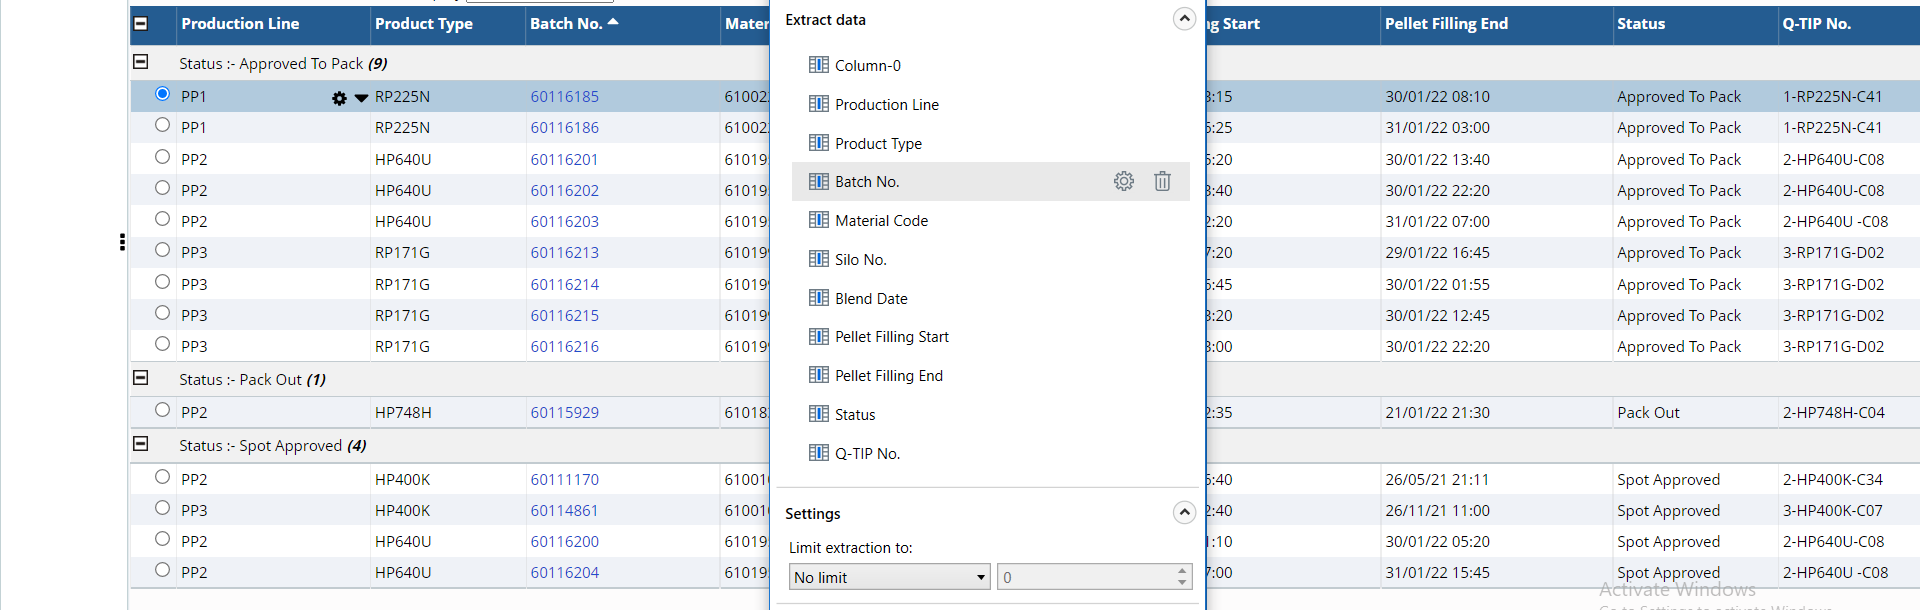 Production Line Product Type Batch No. Mater
Status :- Approved To Pack (9)
PP1 RP225N 60116185 61002
PP1 RP225N 60116186 61002
PP2 HP640U 60116201 61019
PP2 HP640U 60116202 61019
PP2 HP640U 60116203 61019
PP3 RP171G 60116213 61019
PP3 RP171G 60116214 61019
PP3 RP171G 60116215 61019
PP3 RP171G 60116216 61019
Status :- Pack Out (1)
PP2 HP748H 60115929 61018
Status :- Spot Approved (4)
PP2 HP400K 60111170 61001
PP3 HP400K 60114861 61001
PP2 HP640U 60116200 61019
PP2 HP640U 60116204 61019
Extract data
Column-0
Production Line
Product Type
Batch No.
Material Code
Silo No.
Blend Date
Pellet Filling Start
Pellet Filling End
Status
Q-TIP No.
Settings
Limit extraction to:
No limit 0
ng Start Pellet Filling End Status Q-TIP No.
:15 30/01/22 08:10 Approved To Pack 1-RP225N-C41
:25 31/01/22 03:00 Approved To Pack 1-RP225N-C41
:20 30/01/22 13:40 Approved To Pack 2-HP640U-C08
:40 30/01/22 22:20 Approved To Pack 2-HP640U-C08
:20 31/01/22 07:00 Approved To Pack 2-HP640U -C08
:20 29/01/22 16:45 Approved To Pack 3-RP171G-D02
:45 30/01/22 01:55 Approved To Pack 3-RP171G-D02
:20 30/01/22 12:45 Approved To Pack 3-RP171G-D02
:00 30/01/22 22:20 Approved To Pack 3-RP171G-D02
:35 21/01/22 21:30 Pack Out 2-HP748H-C04
:40 26/05/21 21:11 Spot Approved 2-HP400K-C34
:40 26/11/21 11:00 Spot Approved 3-HP400K-C07
:10 30/01/22 05:20 Spot Approved 2-HP640U-C08
:00 31/01/22 15:45 Spot Approved 2-HP640U -C08
Activate Windows